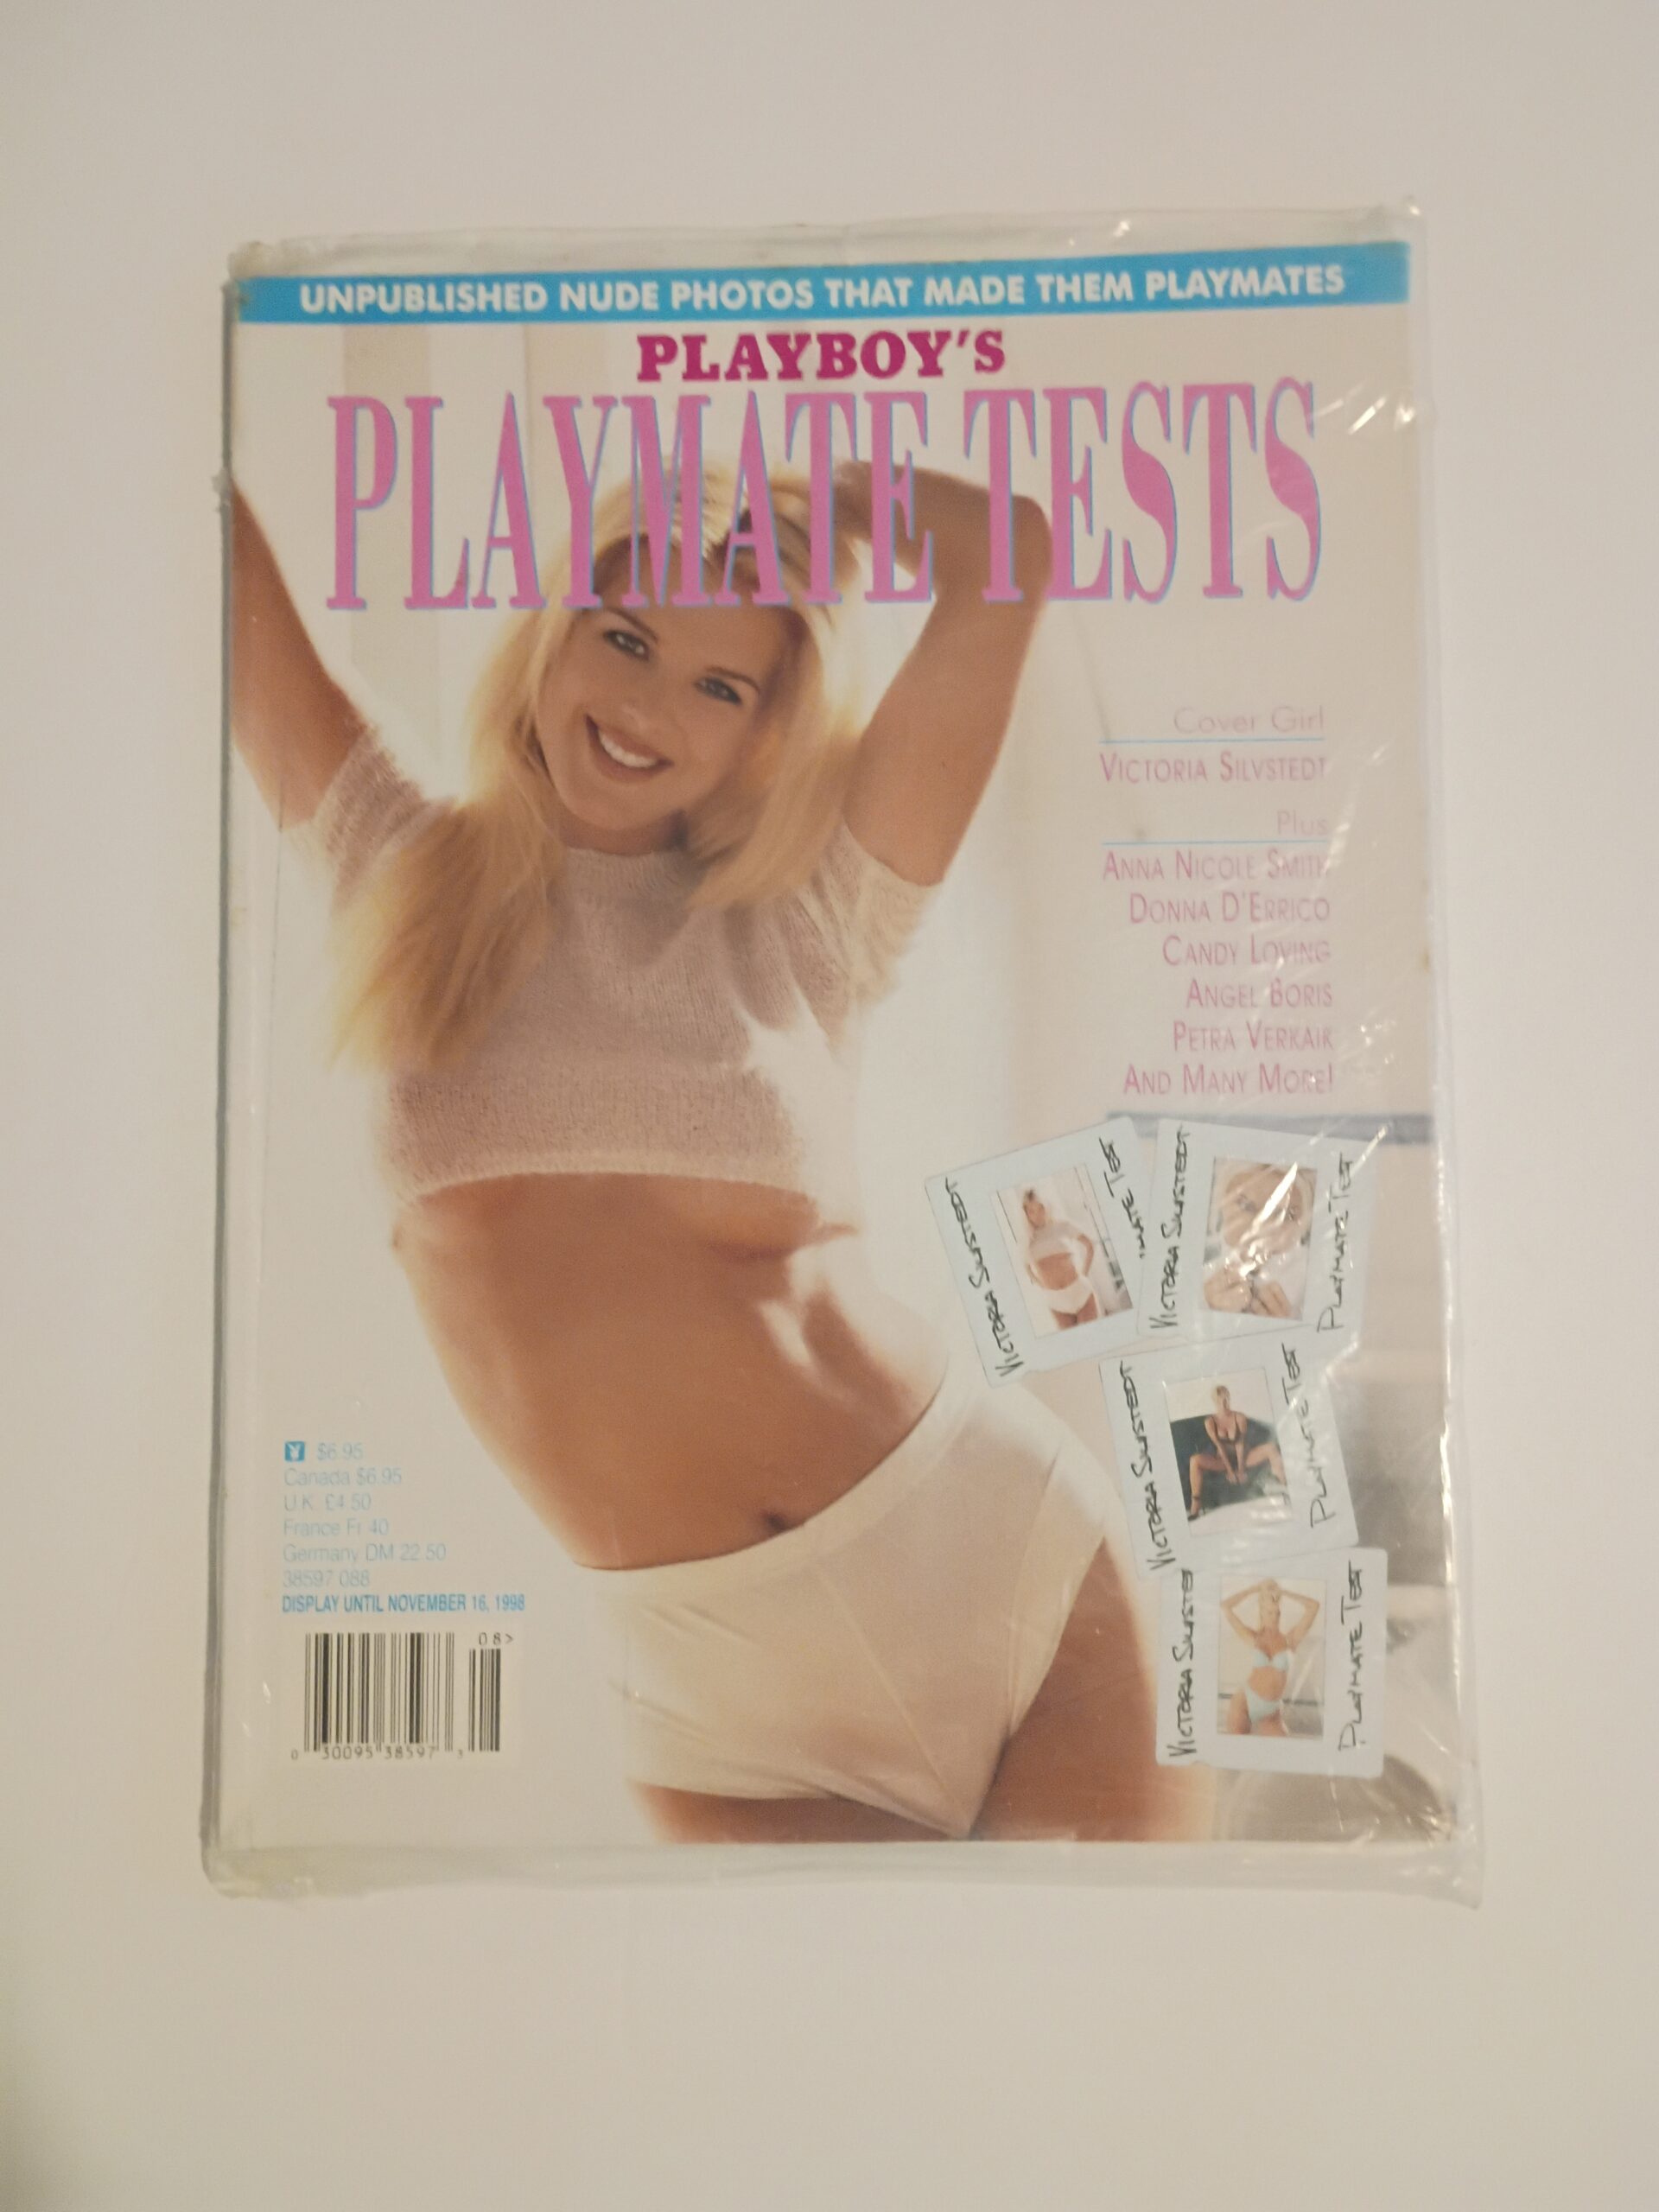 UNPUBLISHED NUDE PHOTOS THAT MADE THEM PLAYMATES
PLAYBOY'S
PLAYMATE TESTS
Cover Girl
VICTORIA SILVSTEDT
Plus
ANNA NICOLE SMITH
DONNA D'ERRICO
CANDY LOVING
ANGEL BORIS
PETRA VERKAIK
AND MANY MORE!
VICTORIA SILVSTEDT
MATE TEST
VICTORIA SILVSTEDT
PLAYMATE TEST
VICTORIA SILVSTEDT
PLAYMATE TEST
VICTORIA SILVSTED
PLAYMATE TEST
$6.95
Canada $6.95
U.K. £4.50
France Fr 40
Germany DM 22.50
38597 088
DISPLAY UNTIL NOVEMBER 16, 1998
08>
0 30095 38597 3